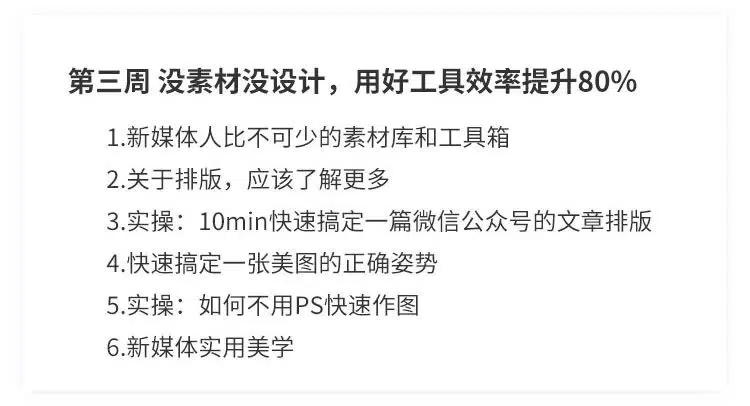 第三周 没素材没设计，用好工具效率提升80%
1.新媒体人比不可少的素材库和工具箱
2.关于排版，应该了解更多
3.实操：10min快速搞定一篇微信公众号的文章排版
4.快速搞定一张美图的正确姿势
5.实操：如何不用PS快速作图
6.新媒体实用美学